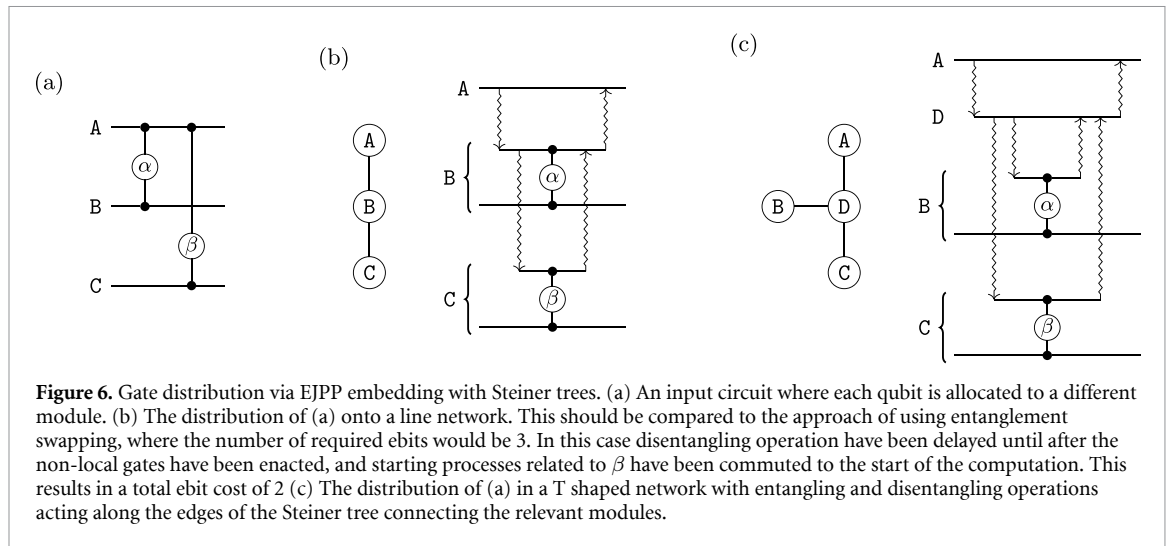 (a)
A
α
B
β
C
(b)
A
B
C
A
B
α
C
β
(c)
A
B
D
C
A
D
B
α
C
β
Figure 6. Gate distribution via EJPP embedding with Steiner trees. (a) An input circuit where each qubit is allocated to a different
module. (b) The distribution of (a) onto a line network. This should be compared to the approach of using entanglement
swapping, where the number of required ebits would be 3. In this case disentangling operation have been delayed until after the
non-local gates have been enacted, and starting processes related to β have been commuted to the start of the computation. This
results in a total ebit cost of 2 (c) The distribution of (a) in a T shaped network with entangling and disentangling operations
acting along the edges of the Steiner tree connecting the relevant modules.